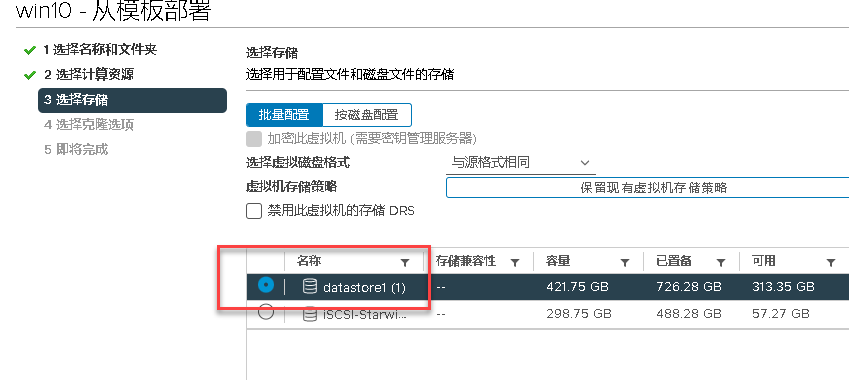 win10 - 从模板部署
1 选择名称和文件夹
2 选择计算资源
3 选择存储
4 选择克隆选项
5 即将完成
选择存储
选择用于配置文件和磁盘文件的存储
批量配置 按磁盘配置
加密此虚拟机 (需要密钥管理服务器)
选择虚拟磁盘格式 与源格式相同
虚拟机存储策略 保留现有虚拟机存储策略
禁用此虚拟机的存储 DRS
名称 存储兼容性 容量 已置备 可用
datastore1 (1) -- 421.75 GB 726.28 GB 313.35 GB
iSCSI-Starwi... -- 298.75 GB 488.28 GB 57.27 GB